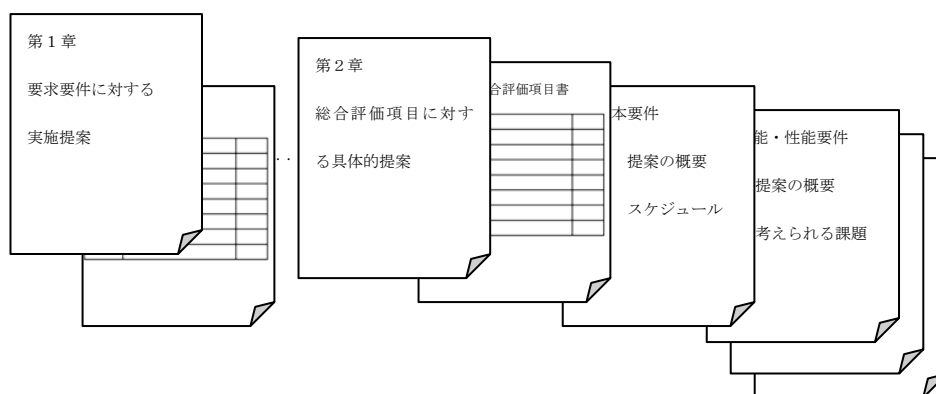 第１章
要求要件に対する
実施提案
‥
第２章
総合評価項目に対す
る具体的提案
合評価項目書
本要件
提案の概要
スケジュール
能・性能要件
提案の概要
考えられる課題